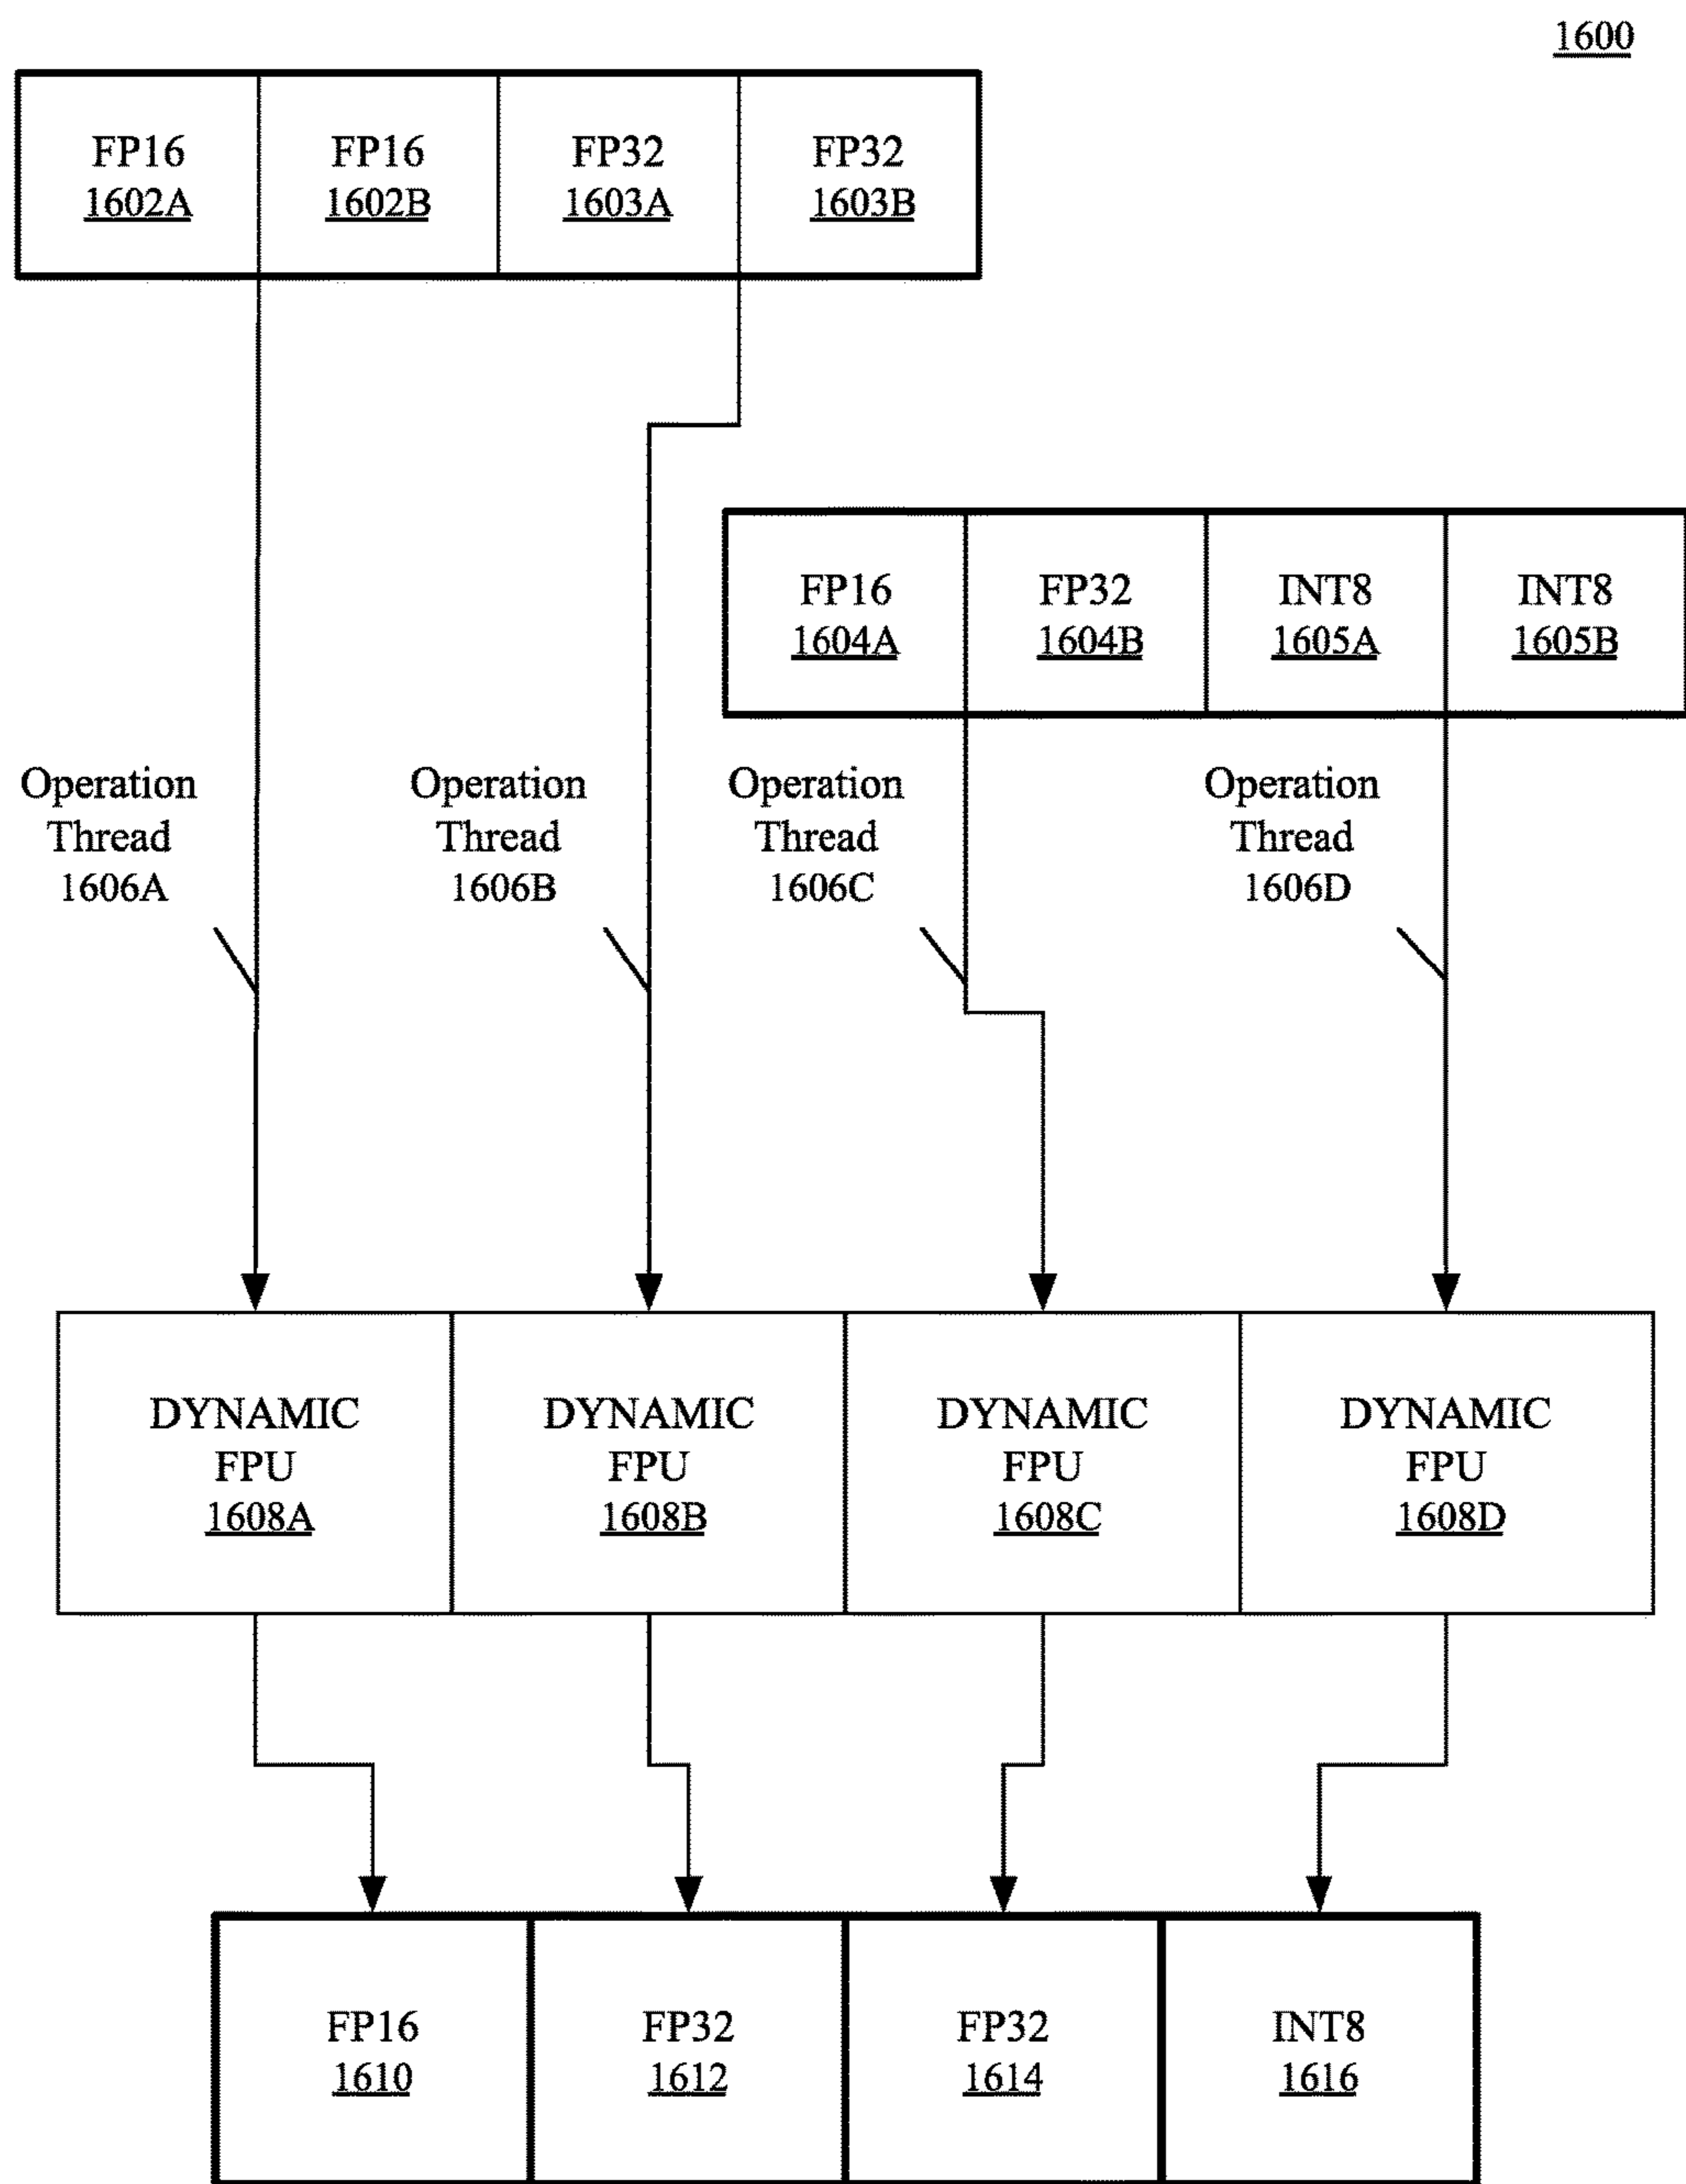 1600
FP16
1602A
FP16
1602B
FP32
1603A
FP32
1603B
FP16
1604A
FP32
1604B
INT8
1605A
INT8
1605B
Operation
Thread
1606A
Operation
Thread
1606B
Operation
Thread
1606C
Operation
Thread
1606D
DYNAMIC
FPU
1608A
DYNAMIC
FPU
1608B
DYNAMIC
FPU
1608C
DYNAMIC
FPU
1608D
FP16
1610
FP32
1612
FP32
1614
INT8
1616